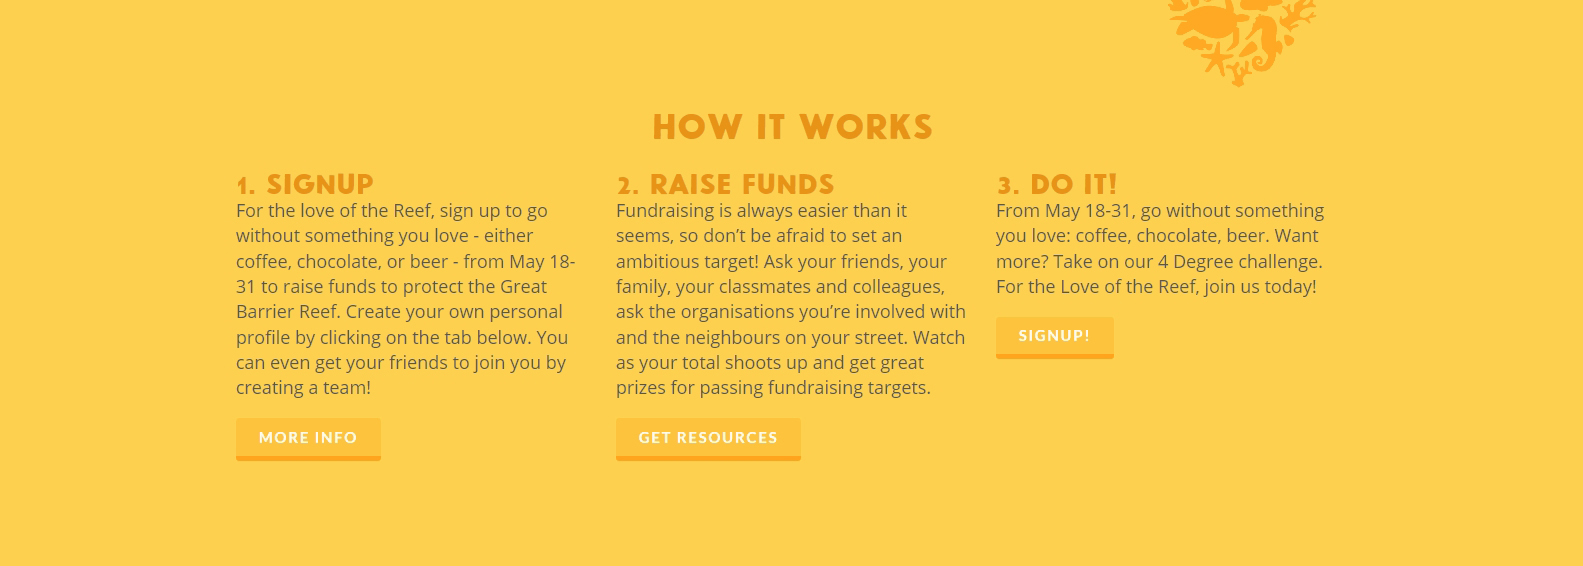 HOW IT WORKS
1. SIGNUP
For the love of the Reef, sign up to go
without something you love - either
coffee, chocolate, or beer - from May 18-
31 to raise funds to protect the Great
Barrier Reef. Create your own personal
profile by clicking on the tab below. You
can even get your friends to join you by
creating a team!
MORE INFO
2. RAISE FUNDS
Fundraising is always easier than it
seems, so don’t be afraid to set an
ambitious target! Ask your friends, your
family, your classmates and colleagues,
ask the organisations you’re involved with
and the neighbours on your street. Watch
as your total shoots up and get great
prizes for passing fundraising targets.
GET RESOURCES
3. DO IT!
From May 18-31, go without something
you love: coffee, chocolate, beer. Want
more? Take on our 4 Degree challenge.
For the Love of the Reef, join us today!
SIGNUP!